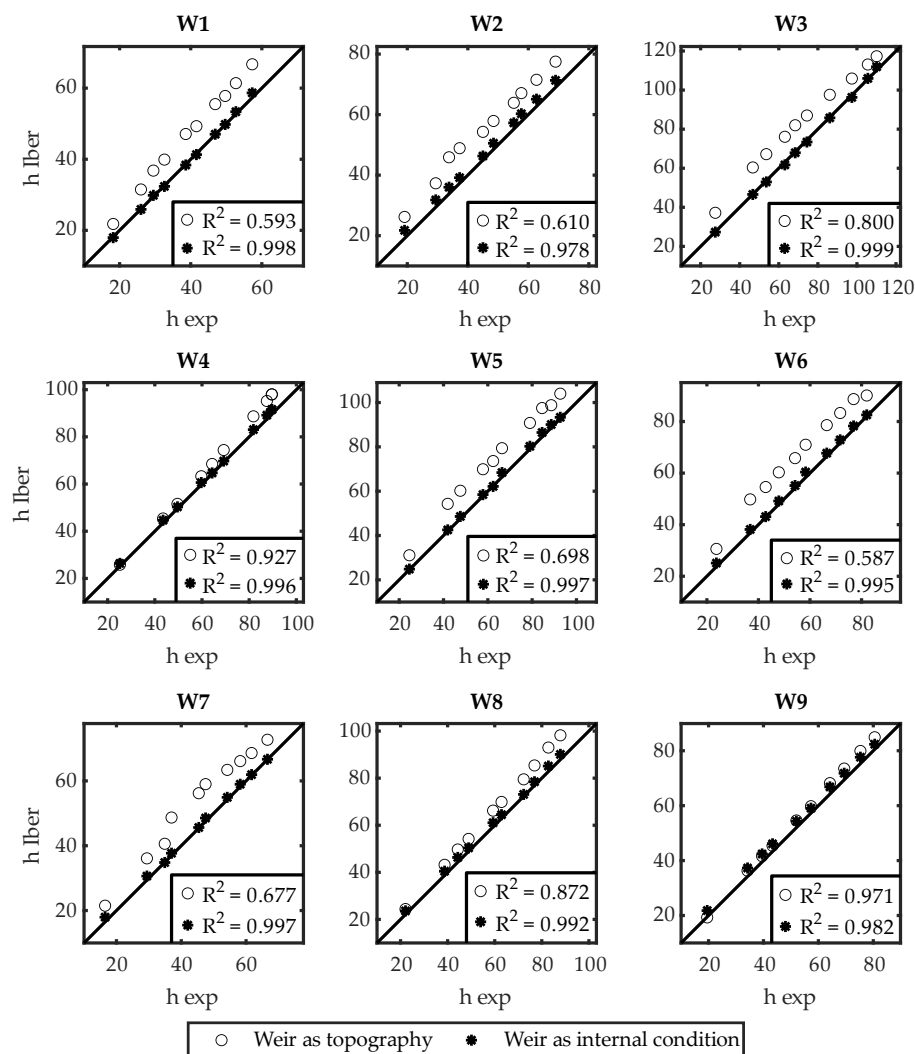 W1
60
40
20
h Iber
20 40 60
h exp
○ R² = 0.593
✸ R² = 0.998
W2
80
60
40
20
20 40 60 80
h exp
○ R² = 0.610
✸ R² = 0.978
W3
120
100
80
60
40
20
20 40 60 80 100 120
h exp
○ R² = 0.800
✸ R² = 0.999
W4
100
80
60
40
20
h Iber
20 40 60 80 100
h exp
○ R² = 0.927
✸ R² = 0.996
W5
100
80
60
40
20
20 40 60 80 100
h exp
○ R² = 0.698
✸ R² = 0.997
W6
80
60
40
20
20 40 60 80
h exp
○ R² = 0.587
✸ R² = 0.995
W7
60
40
20
h Iber
20 40 60
h exp
○ R² = 0.677
✸ R² = 0.997
W8
100
80
60
40
20
20 40 60 80 100
h exp
○ R² = 0.872
✸ R² = 0.992
W9
80
60
40
20
20 40 60 80
h exp
○ R² = 0.971
✸ R² = 0.982
○ Weir as topography ✸ Weir as internal condition